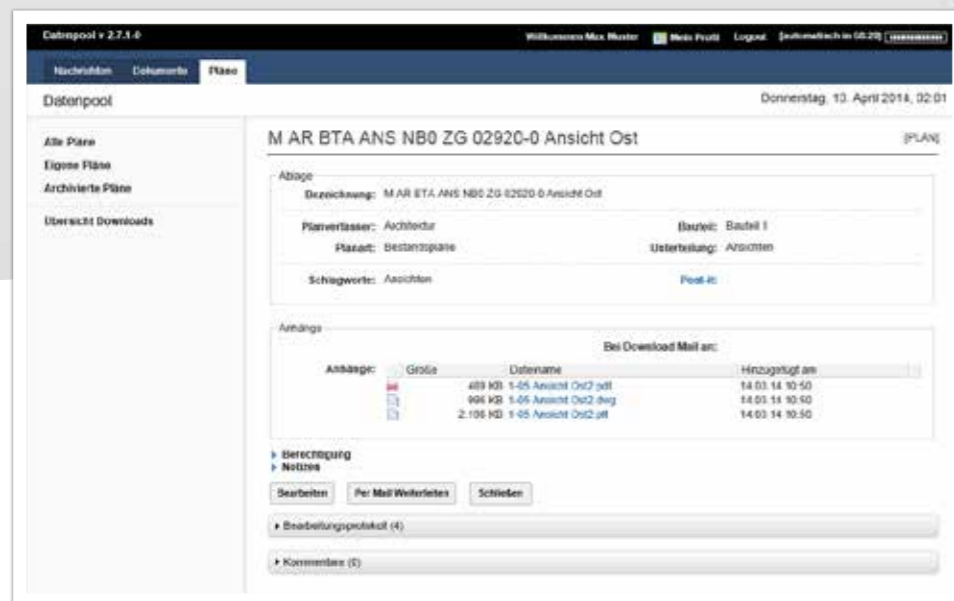 Datenpool v 2.7.1-0
Willkommen Max Muster Mein Profil Logout [automatisch in 58:29]
Nachrichten Dokumente Pläne
Datenpool
Donnerstag, 13. April 2014, 02:01
Alle Pläne
Eigene Pläne
Archivierte Pläne
Übersicht Downloads
M AR BTA ANS NB0 ZG 02920-0 Ansicht Ost
[PLAN]
Ablage
Bezeichnung: M AR BTA ANS NB0 ZG 02920-0 Ansicht Ost
Planverfasser: Architektur Bauteil: Bauteil 1
Planart: Bestandspläne Unterteilung: Ansichten
Schlagworte: Ansichten Post-it:
Anhänge
Bei Download Mail an:
Anhänge: Größe Dateiname Hinzugefügt am
489 KB 1-05 Ansicht Ost2.pdf 14.03.14 10:50
996 KB 1-05 Ansicht Ost2.dwg 14.03.14 10:50
2.106 KB 1-05 Ansicht Ost2.plt 14.03.14 10:50
Berechtigung
Notizen
Bearbeiten Per Mail Weiterleiten Schließen
Bearbeitungsprotokoll (4)
Kommentare (0)